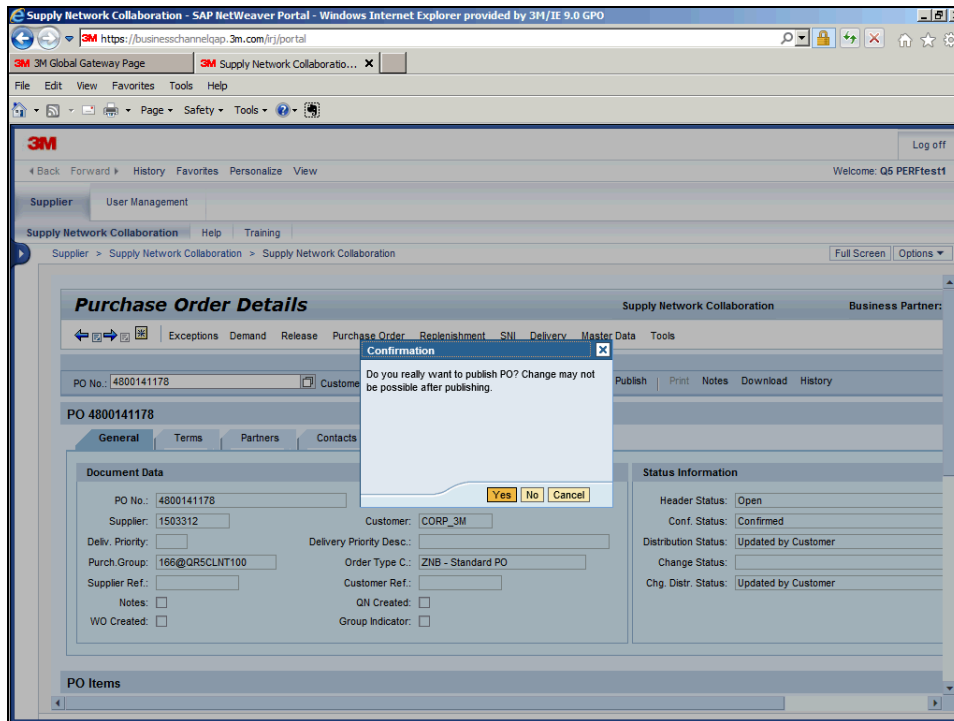 Supply Network Collaboration - SAP NetWeaver Portal - Windows Internet Explorer provided by 3M/IE 9.0 GPO
3M https://businesschannelqap.3m.com/irj/portal
3M 3M Global Gateway Page 3M Supply Network Collaboratio... X
File Edit View Favorites Tools Help
Page Safety Tools
3M Log off
Back Forward History Favorites Personalize View Welcome: Q5 PERFtest1
Supplier User Management
Supply Network Collaboration Help Training
Supplier > Supply Network Collaboration > Supply Network Collaboration Full Screen Options
Purchase Order Details Supply Network Collaboration Business Partner:
Exceptions Demand Release Purchase Order Replenishment SNI Delivery Master Data Tools
Confirmation
Do you really want to publish PO? Change may not
be possible after publishing.
Yes No Cancel
PO No.: 4800141178 Custome Publish Print Notes Download History
PO 4800141178
General Terms Partners Contacts
Document Data Status Information
PO No.: 4800141178 Header Status: Open
Supplier: 1503312 Customer: CORP_3M Conf. Status: Confirmed
Deliv. Priority: Delivery Priority Desc.: Distribution Status: Updated by Customer
Purch.Group: 166@QR5CLNT100 Order Type C.: ZNB - Standard PO Change Status:
Supplier Ref.: Customer Ref.: Chg. Distr. Status: Updated by Customer
Notes: QN Created:
WO Created: Group Indicator:
PO Items